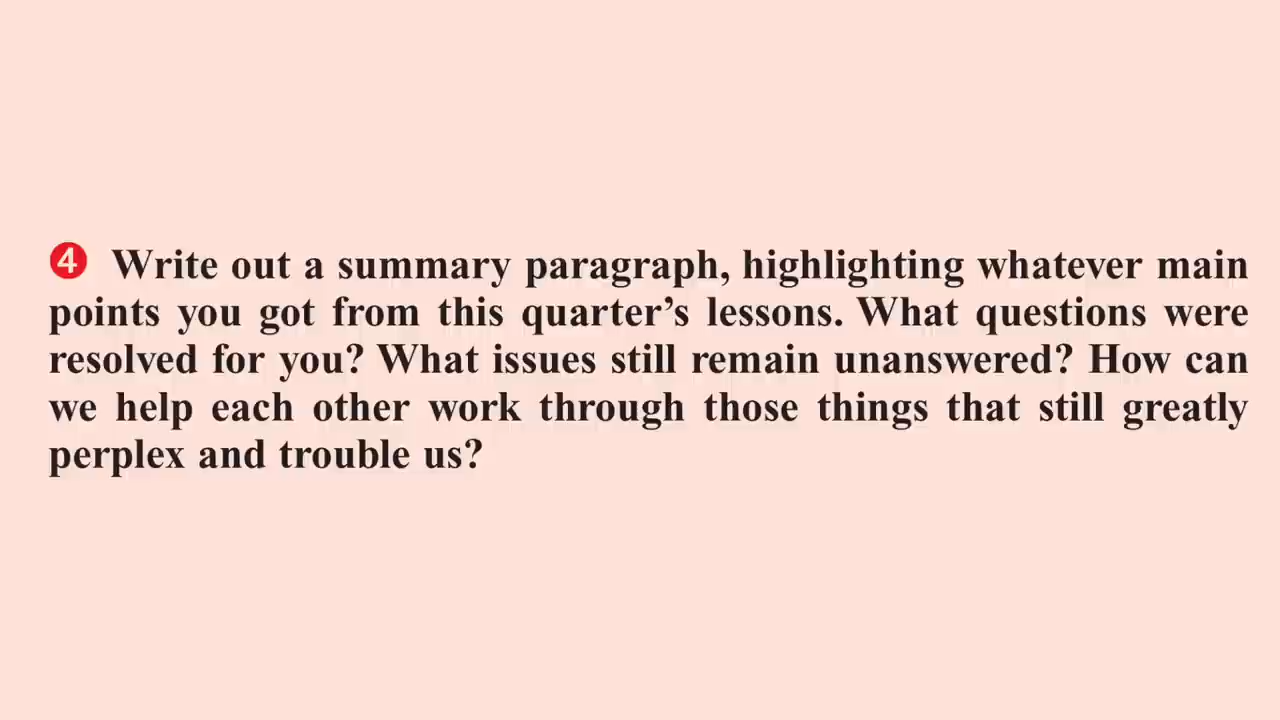 ❹ Write out a summary paragraph, highlighting whatever main
points you got from this quarter’s lessons. What questions were
resolved for you? What issues still remain unanswered? How can
we help each other work through those things that still greatly
perplex and trouble us?